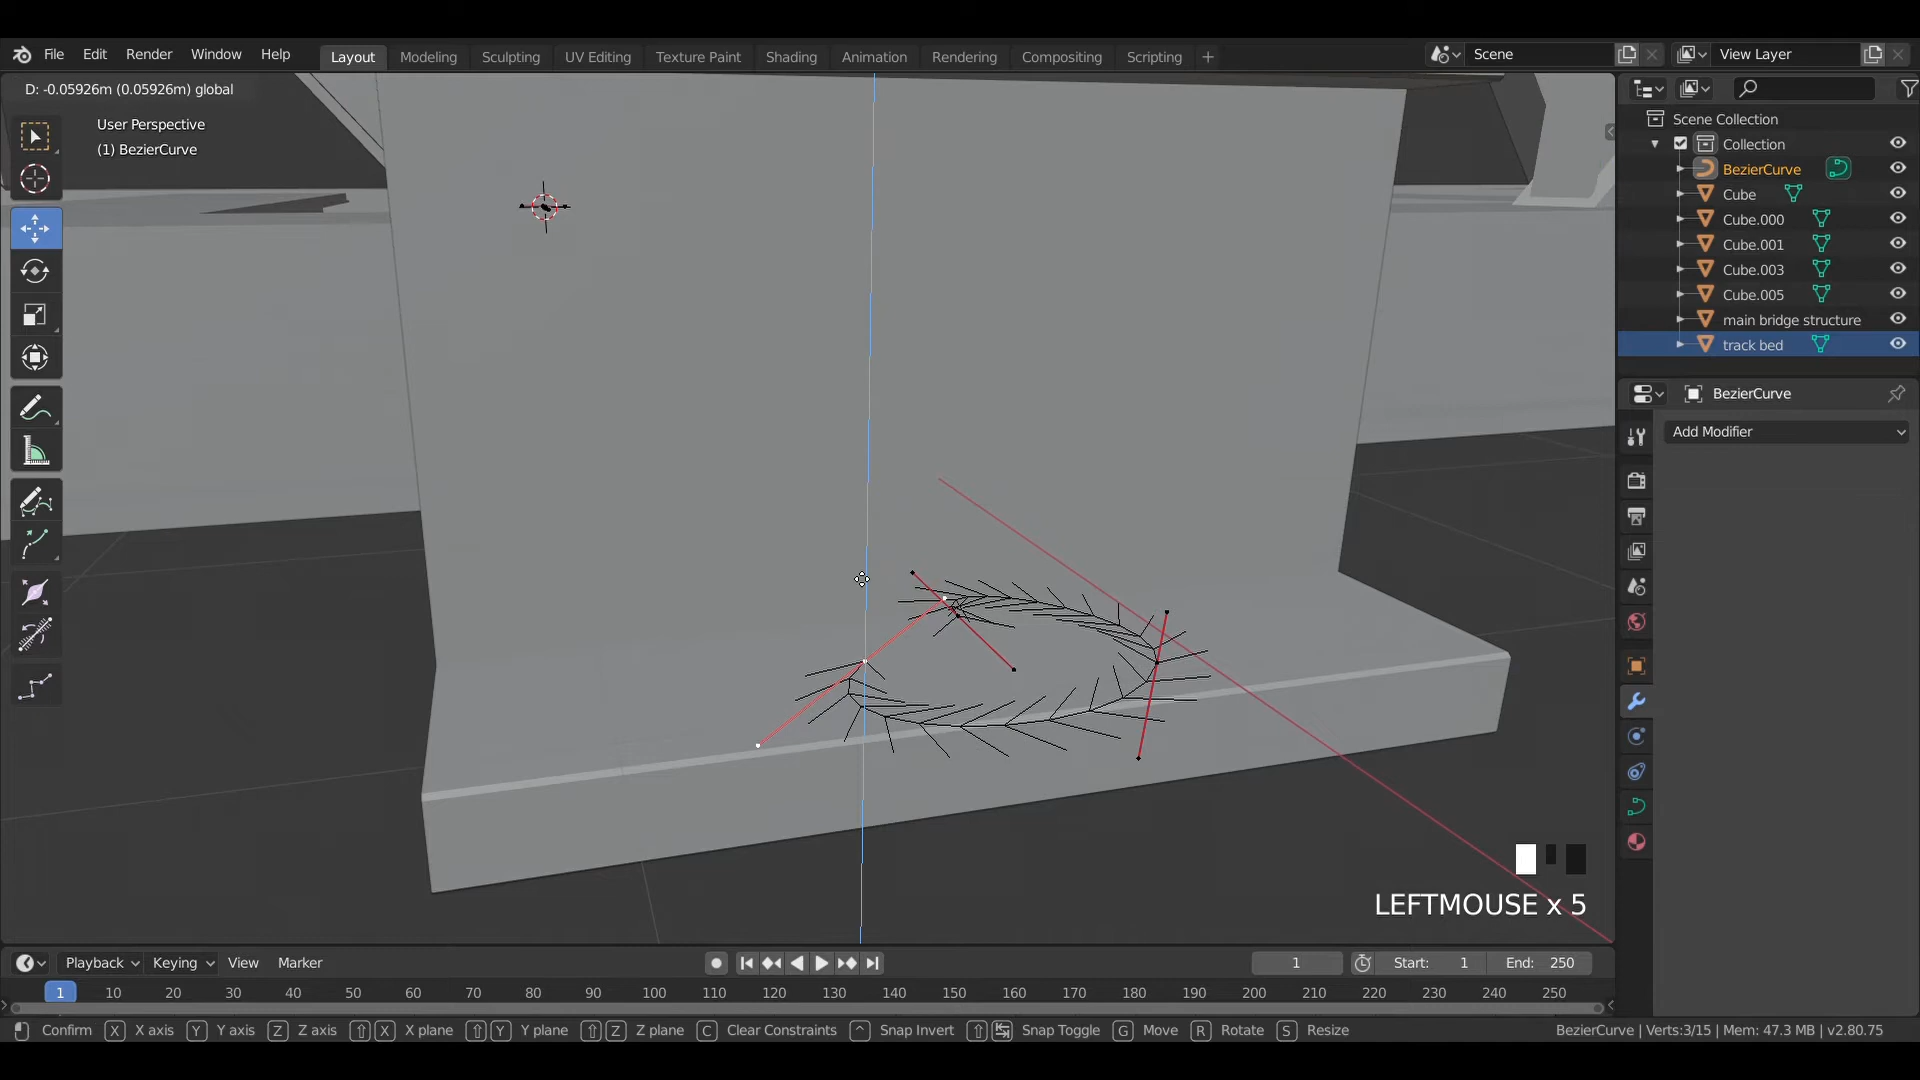 File Edit Render Window Help Layout Modeling Sculpting UV Editing Texture Paint Shading Animation Rendering Compositing Scripting + Scene View Layer
D: -0.05926m (0.05926m) global
User Perspective
(1) BezierCurve
Scene Collection
Collection
BezierCurve
Cube
Cube.000
Cube.001
Cube.003
Cube.005
main bridge structure
track bed
BezierCurve
Add Modifier
LEFTMOUSE x 5
Playback Keying View Marker 1 Start: 1 End: 250
1 10 20 30 40 50 60 70 80 90 100 110 120 130 140 150 160 170 180 190 200 210 220 230 240 250
Confirm X X axis Y Y axis Z Z axis X X plane Y Y plane Z Z plane C Clear Constraints ^ Snap Invert Snap Toggle G Move R Rotate S Resize BezierCurve | Verts:3/15 | Mem: 47.3 MB | v2.80.75